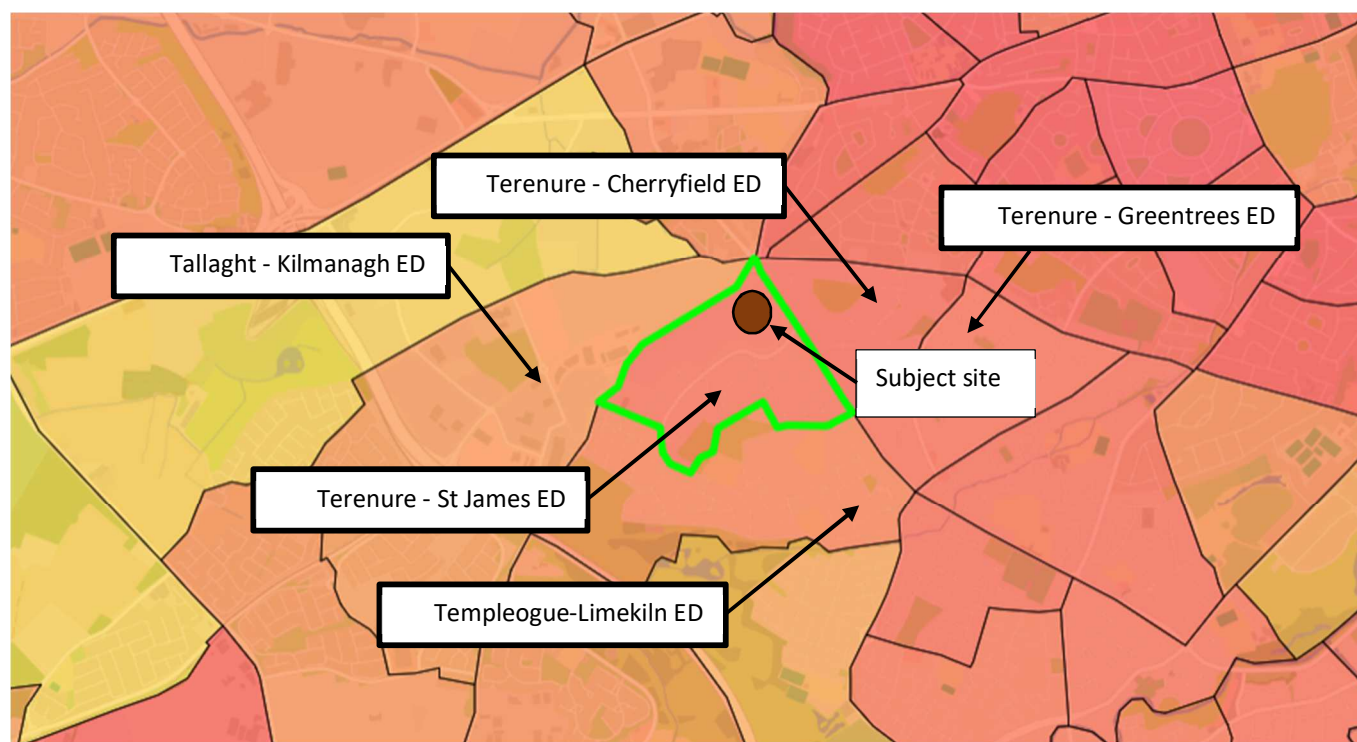 Terenure - Cherryfield ED
Terenure - Greentrees ED
Tallaght - Kilmanagh ED
Subject site
Terenure - St James ED
Templeogue-Limekiln ED